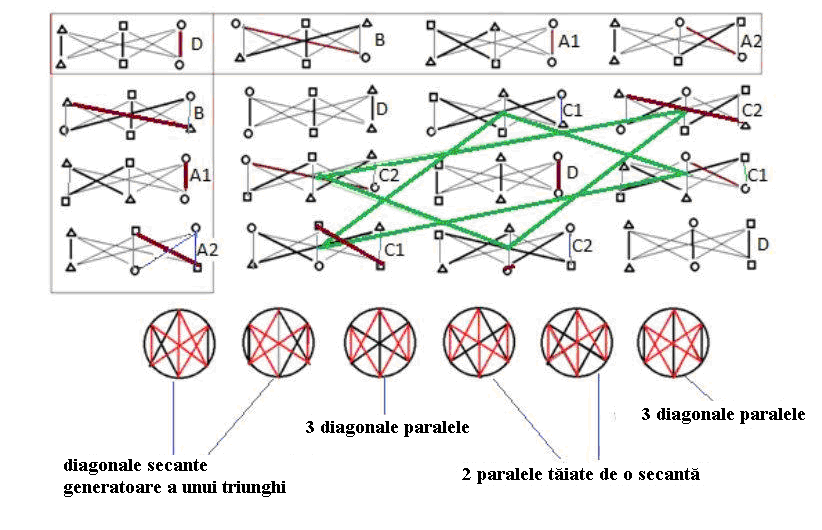 D B A1 A2
B D C1 C2
A1 C2 D C1
A2 C1 C2 D
3 diagonale paralele
3 diagonale paralele
diagonale secante
generatoare a unui triunghi
2 paralele tăiate de o secantă